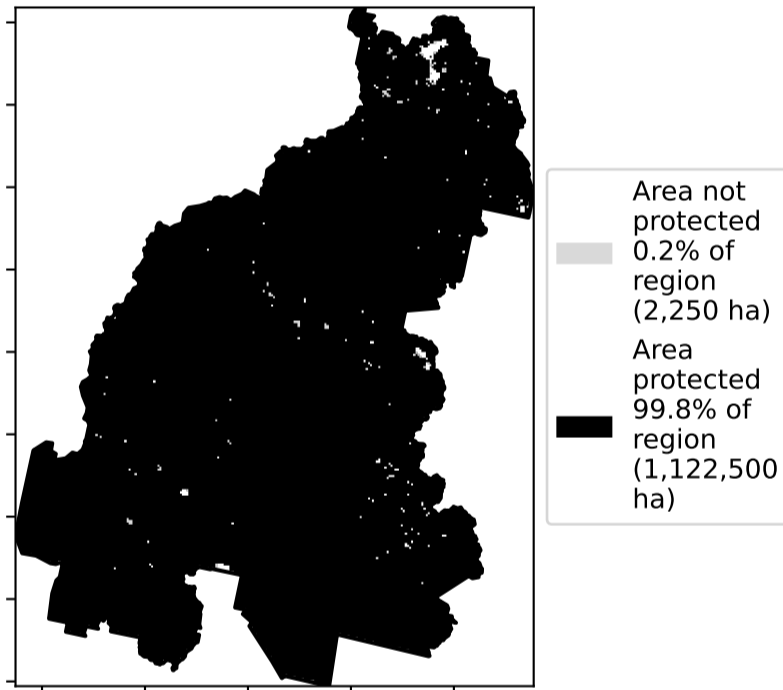 Area not
protected
0.2% of
region
(2,250 ha)
Area
protected
99.8% of
region
(1,122,500
ha)